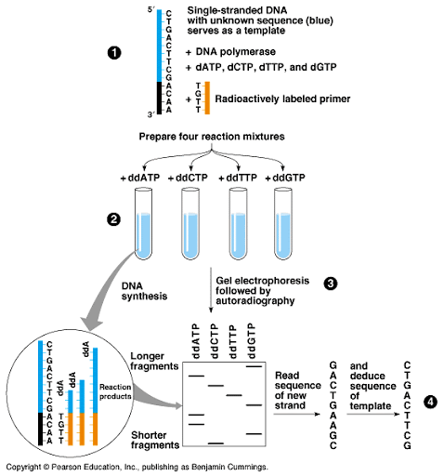 5'
C
T
G
A
C
T
T
C
G
A
C
A
A
3'
Single-stranded DNA
with unknown sequence (blue)
serves as a template
1
+ DNA polymerase
+ dATP, dCTP, dTTP, and dGTP
+
T
G
T
T
Radioactively labeled primer
Prepare four reaction mixtures
+ ddATP + ddCTP + ddTTP + ddGTP
2
DNA
synthesis
Gel electrophoresis
followed by
autoradiography
3
ddATP
ddCTP
ddTTP
ddGTP
C
T
G
A
C
T
T
C
G
A
C
A
A
T
G
T
ddA
ddA
ddA
Reaction
products
Longer
fragments
Shorter
fragments
Read
sequence
of new
strand
G
A
C
T
G
A
A
G
C
and
deduce
sequence
of
template
C
T
G
A
C
T
T
C
G
4
Copyright © Pearson Education, Inc., publishing as Benjamin Cummings.